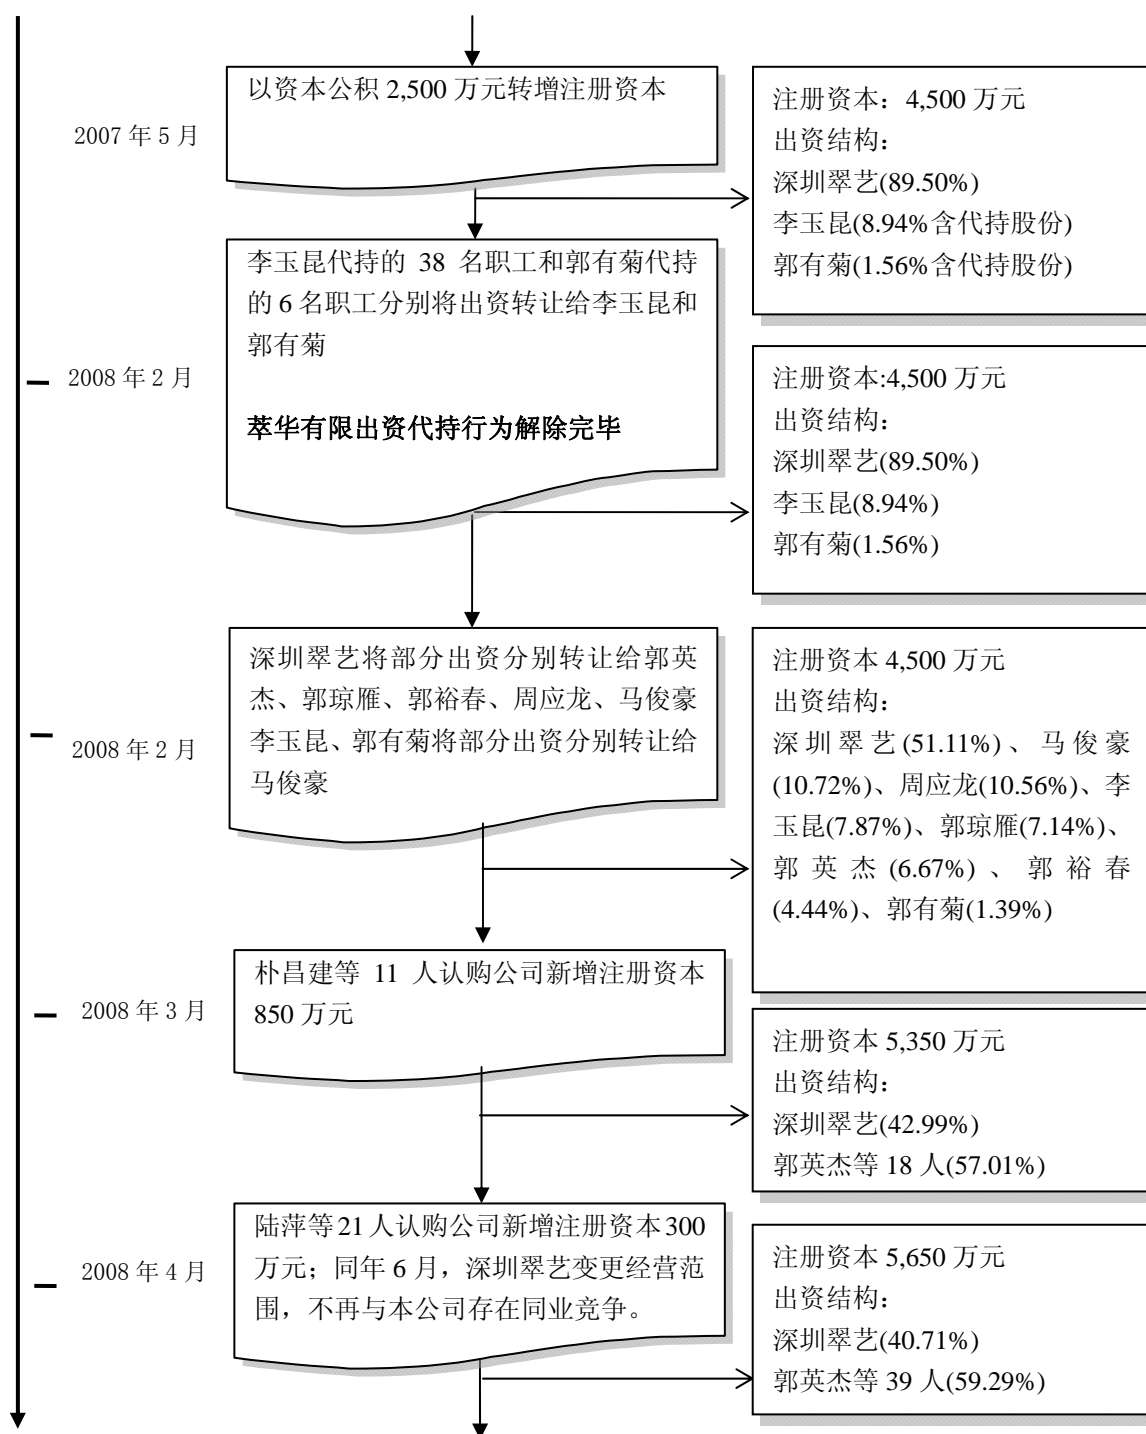 以资本公积 2,500 万元转增注册资本
2007 年 5 月
注册资本：4,500 万元
出资结构：
深圳翠艺(89.50%)
李玉昆(8.94%含代持股份)
郭有菊(1.56%含代持股份)
李玉昆代持的 38 名职工和郭有菊代持
的 6 名职工分别将出资转让给李玉昆和
郭有菊
萃华有限出资代持行为解除完毕
2008 年 2 月
注册资本:4,500 万元
出资结构：
深圳翠艺(89.50%)
李玉昆(8.94%)
郭有菊(1.56%)
深圳翠艺将部分出资分别转让给郭英
杰、郭琼雁、郭裕春、周应龙、马俊豪
李玉昆、郭有菊将部分出资分别转让给
马俊豪
2008 年 2 月
注册资本 4,500 万元
出资结构：
深圳翠艺(51.11%)、马俊豪
(10.72%)、周应龙(10.56%)、李
玉昆(7.87%)、郭琼雁(7.14%)、
郭英杰(6.67%)、郭裕春
(4.44%)、郭有菊(1.39%)
朴昌建等 11 人认购公司新增注册资本
850 万元
2008 年 3 月
注册资本 5,350 万元
出资结构：
深圳翠艺(42.99%)
郭英杰等 18 人(57.01%)
陆萍等 21 人认购公司新增注册资本 300
万元；同年 6 月，深圳翠艺变更经营范
围，不再与本公司存在同业竞争。
2008 年 4 月
注册资本 5,650 万元
出资结构：
深圳翠艺(40.71%)
郭英杰等 39 人(59.29%)